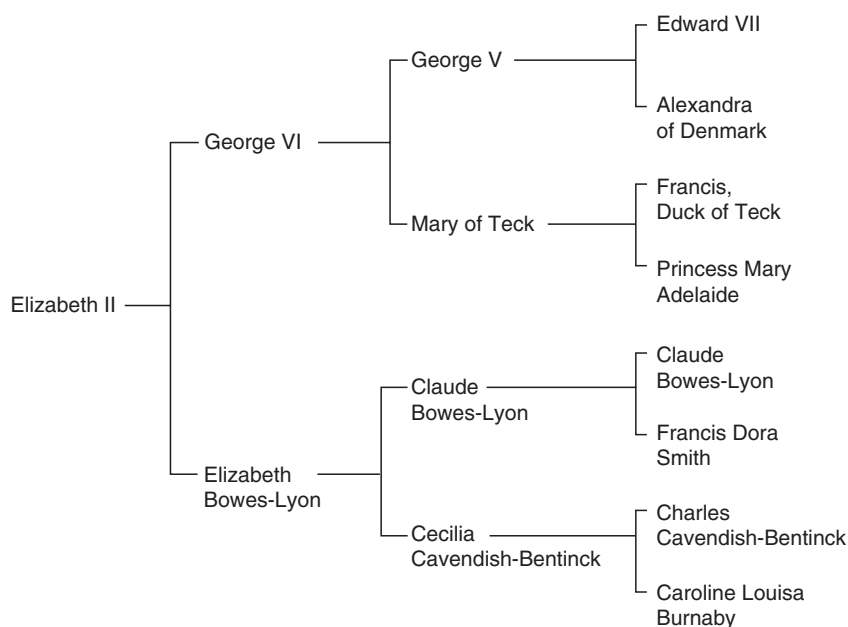 Edward VII
George V
Alexandra
of Denmark
George VI
Francis,
Duck of Teck
Mary of Teck
Princess Mary
Adelaide
Elizabeth II
Claude
Bowes-Lyon
Claude
Bowes-Lyon
Francis Dora
Smith
Elizabeth
Bowes-Lyon
Charles
Cavendish-Bentinck
Cecilia
Cavendish-Bentinck
Caroline Louisa
Burnaby